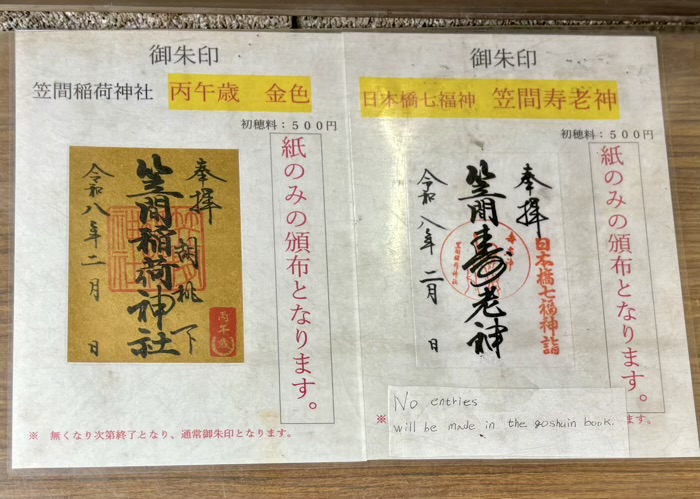 御朱印
笠間稲荷神社 丙午歳 金色
初穂料：５００円
紙のみの頒布となります。
奉拝
胡桃下
笠間稲荷神社
令和八年二月 日
丙午歳
※ 無くなり次第終了となり、通常御朱印となります。
御朱印
日本橋七福神 笠間寿老神
初穂料：５００円
紙のみの頒布となります。
奉拝
日本橋七福神詣
笠間寿老神
令和八年二月 日
No entries
will be made in the goshuin book.
※
ます。